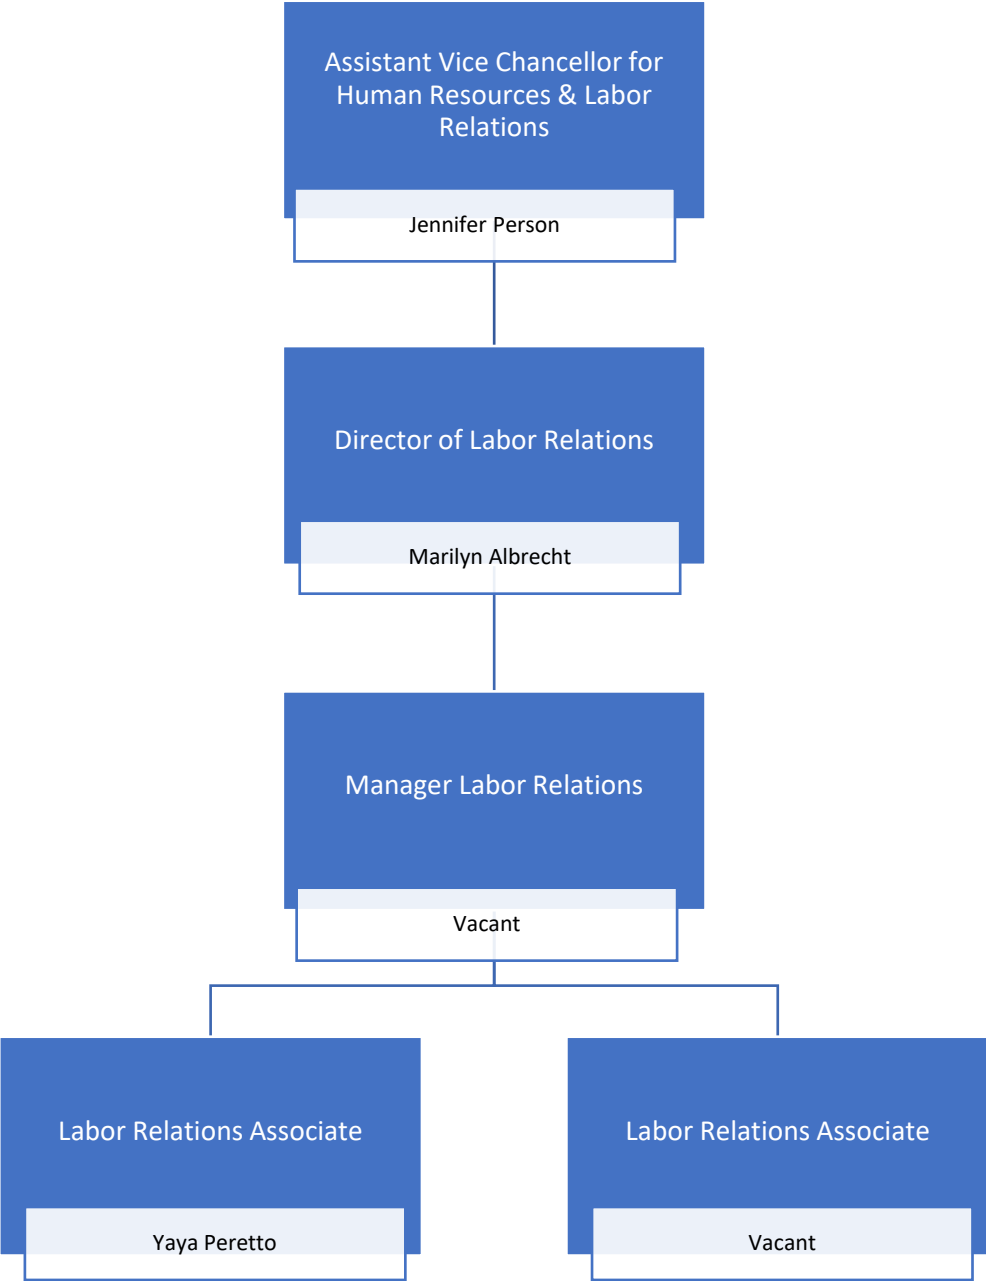 Assistant Vice Chancellor for
Human Resources & Labor
Relations
Jennifer Person
Director of Labor Relations
Marilyn Albrecht
Manager Labor Relations
Vacant
Labor Relations Associate
Yaya Peretto
Labor Relations Associate
Vacant